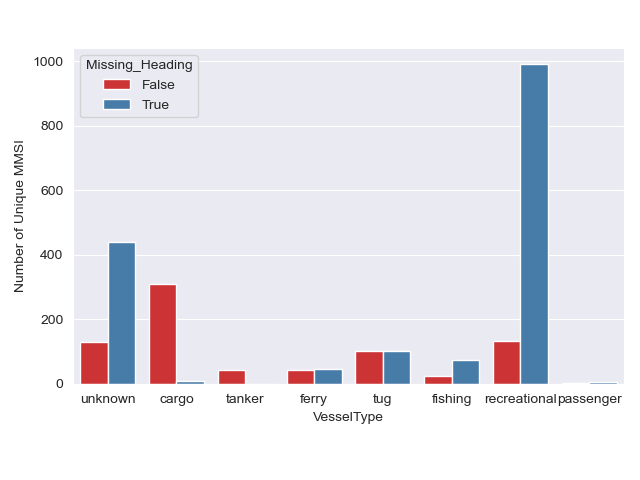 1000
800
600
400
200
0
Number of Unique MMSI
Missing_Heading
False
True
unknown cargo tanker ferry tug fishing recreational passenger
VesselType